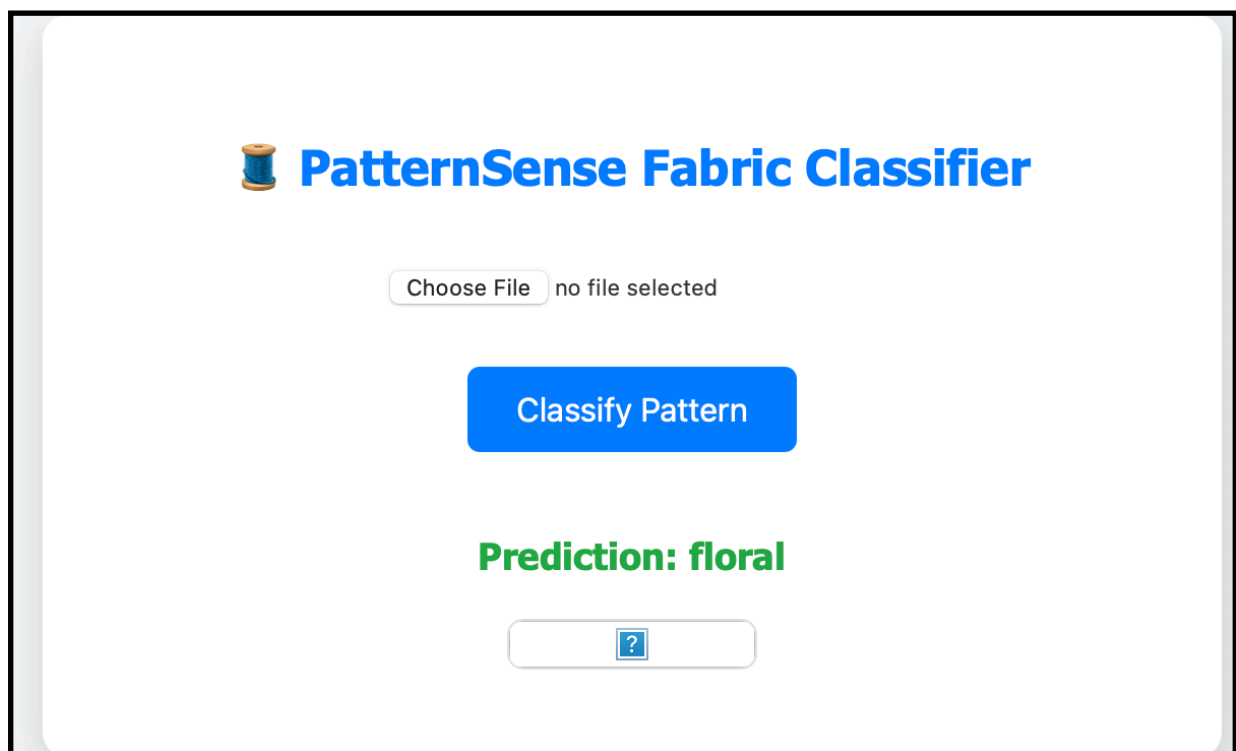 PatternSense Fabric Classifier
Choose File no file selected
Classify Pattern
Prediction: floral
?